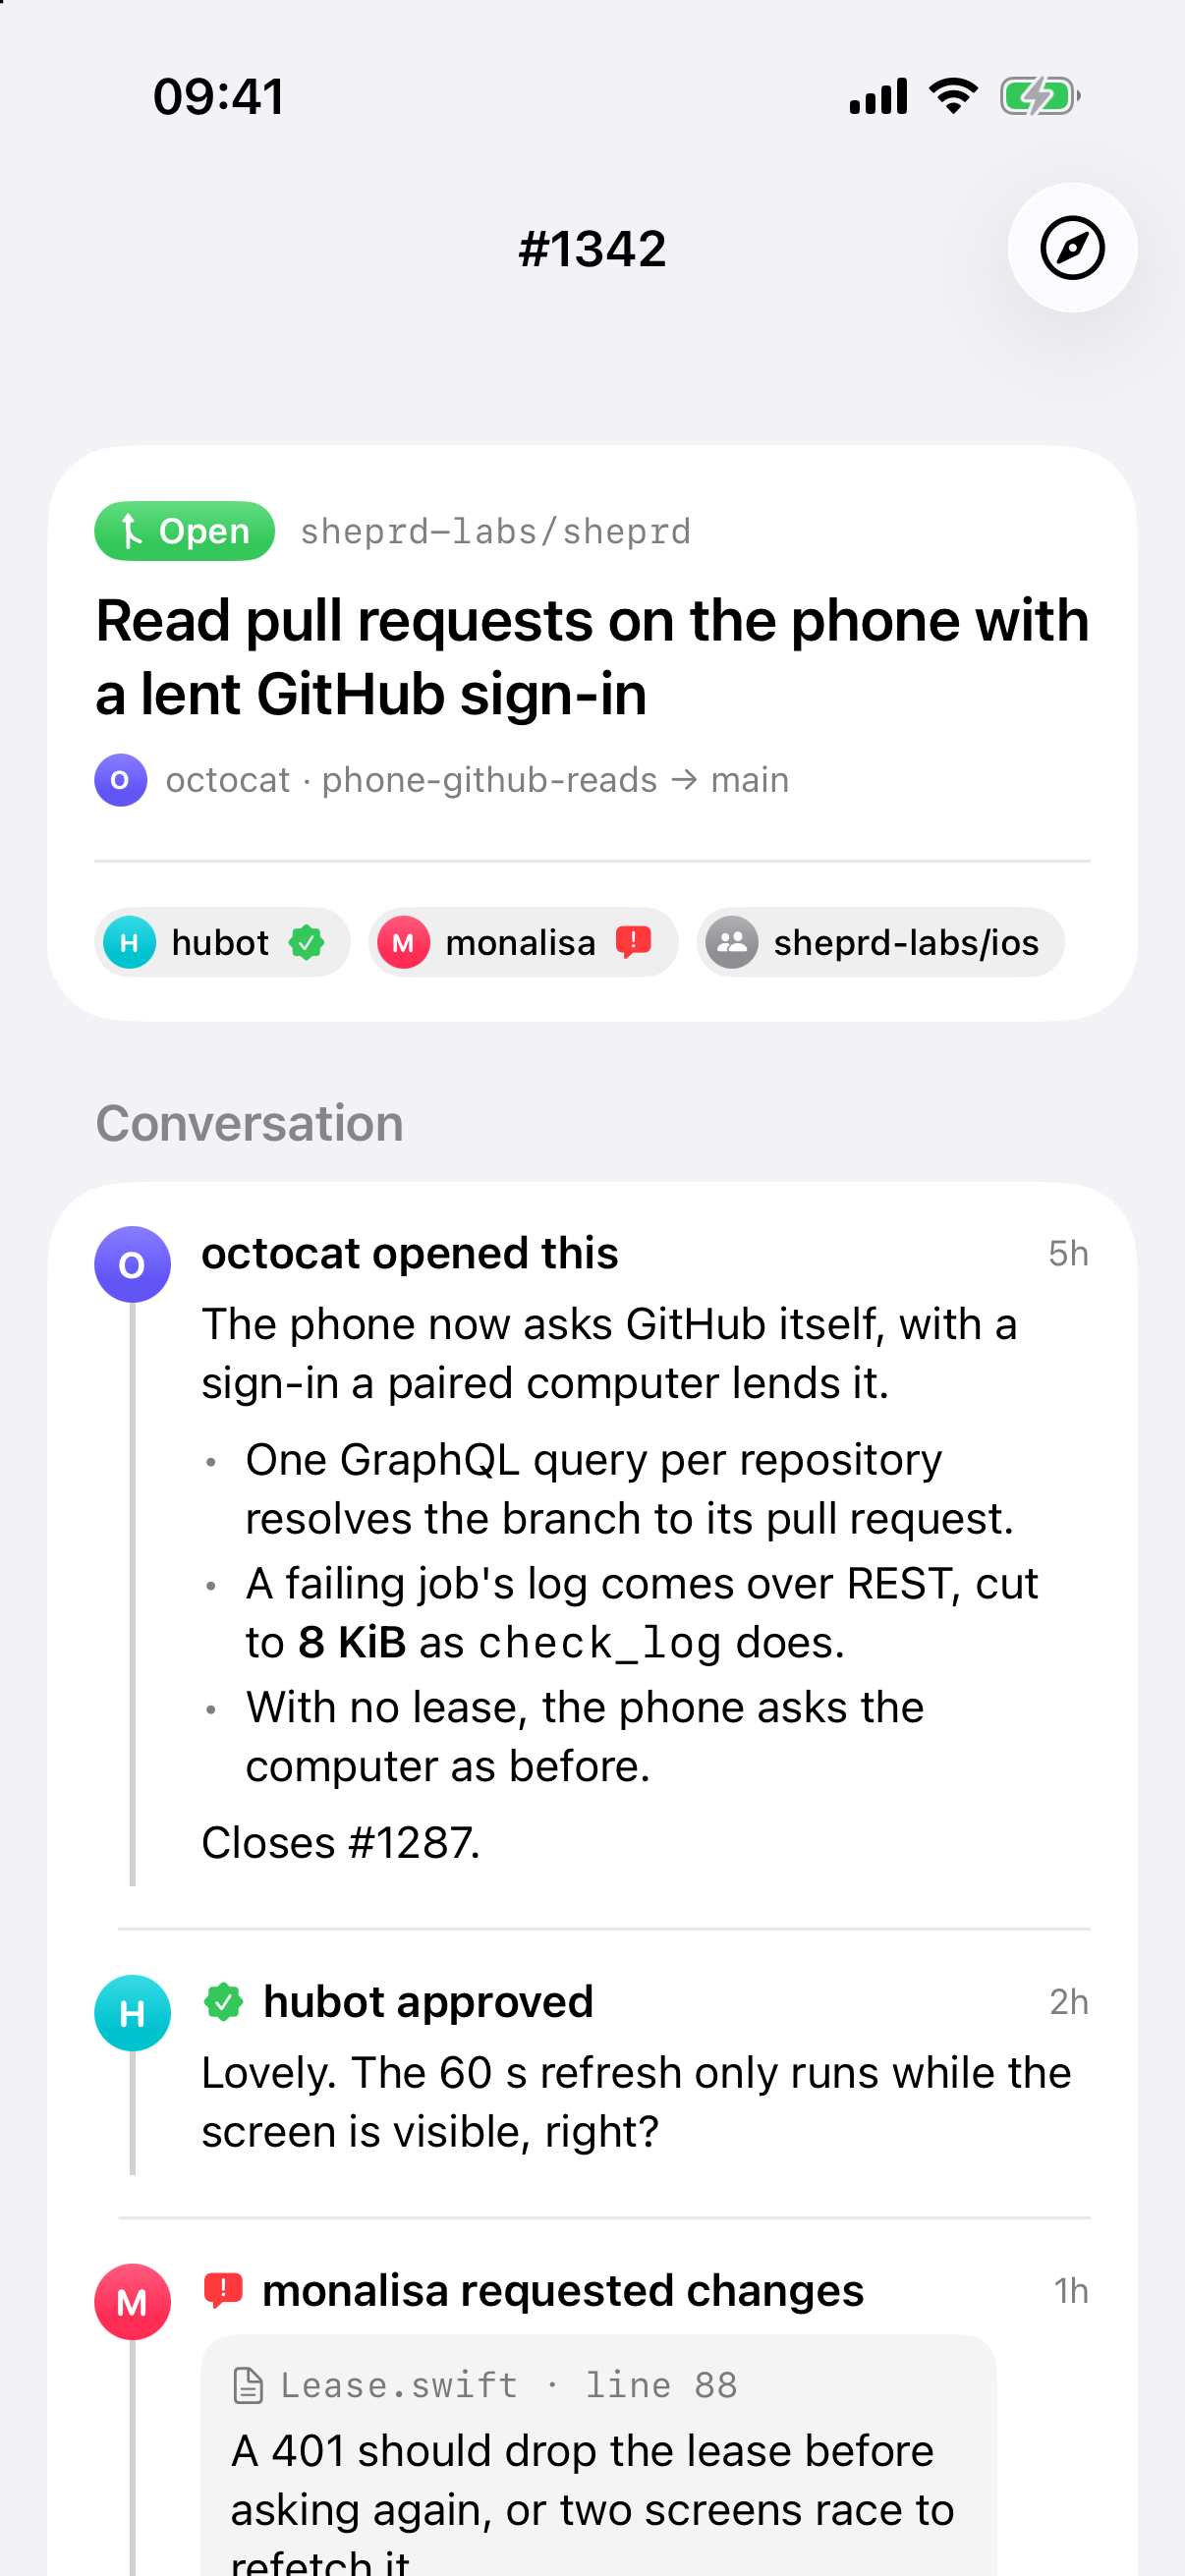 09:41
#1342
Open sheprd-labs/sheprd
Read pull requests on the phone with
a lent GitHub sign-in
O octocat · phone-github-reads → main
H hubot M monalisa sheprd-labs/ios
Conversation
O octocat opened this 5h
The phone now asks GitHub itself, with a
sign-in a paired computer lends it.
• One GraphQL query per repository
resolves the branch to its pull request.
• A failing job's log comes over REST, cut
to 8 KiB as check_log does.
• With no lease, the phone asks the
computer as before.
Closes #1287.
H hubot approved 2h
Lovely. The 60 s refresh only runs while the
screen is visible, right?
M monalisa requested changes 1h
Lease.swift · line 88
A 401 should drop the lease before
asking again, or two screens race to
refetch it